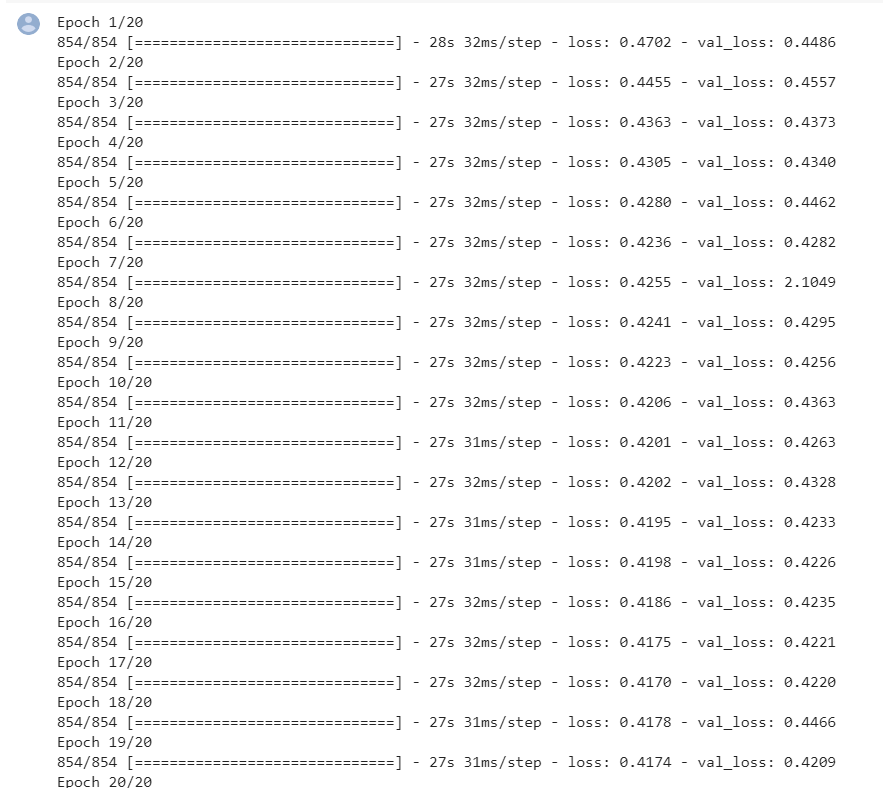 Epoch 1/20
854/854 [==============================] - 28s 32ms/step - loss: 0.4702 - val_loss: 0.4486
Epoch 2/20
854/854 [==============================] - 27s 32ms/step - loss: 0.4455 - val_loss: 0.4557
Epoch 3/20
854/854 [==============================] - 27s 32ms/step - loss: 0.4363 - val_loss: 0.4373
Epoch 4/20
854/854 [==============================] - 27s 32ms/step - loss: 0.4305 - val_loss: 0.4340
Epoch 5/20
854/854 [==============================] - 27s 32ms/step - loss: 0.4280 - val_loss: 0.4462
Epoch 6/20
854/854 [==============================] - 27s 32ms/step - loss: 0.4236 - val_loss: 0.4282
Epoch 7/20
854/854 [==============================] - 27s 32ms/step - loss: 0.4255 - val_loss: 2.1049
Epoch 8/20
854/854 [==============================] - 27s 32ms/step - loss: 0.4241 - val_loss: 0.4295
Epoch 9/20
854/854 [==============================] - 27s 32ms/step - loss: 0.4223 - val_loss: 0.4256
Epoch 10/20
854/854 [==============================] - 27s 32ms/step - loss: 0.4206 - val_loss: 0.4363
Epoch 11/20
854/854 [==============================] - 27s 31ms/step - loss: 0.4201 - val_loss: 0.4263
Epoch 12/20
854/854 [==============================] - 27s 32ms/step - loss: 0.4202 - val_loss: 0.4328
Epoch 13/20
854/854 [==============================] - 27s 31ms/step - loss: 0.4195 - val_loss: 0.4233
Epoch 14/20
854/854 [==============================] - 27s 31ms/step - loss: 0.4198 - val_loss: 0.4226
Epoch 15/20
854/854 [==============================] - 27s 32ms/step - loss: 0.4186 - val_loss: 0.4235
Epoch 16/20
854/854 [==============================] - 27s 32ms/step - loss: 0.4175 - val_loss: 0.4221
Epoch 17/20
854/854 [==============================] - 27s 32ms/step - loss: 0.4170 - val_loss: 0.4220
Epoch 18/20
854/854 [==============================] - 27s 31ms/step - loss: 0.4178 - val_loss: 0.4466
Epoch 19/20
854/854 [==============================] - 27s 31ms/step - loss: 0.4174 - val_loss: 0.4209
Epoch 20/20